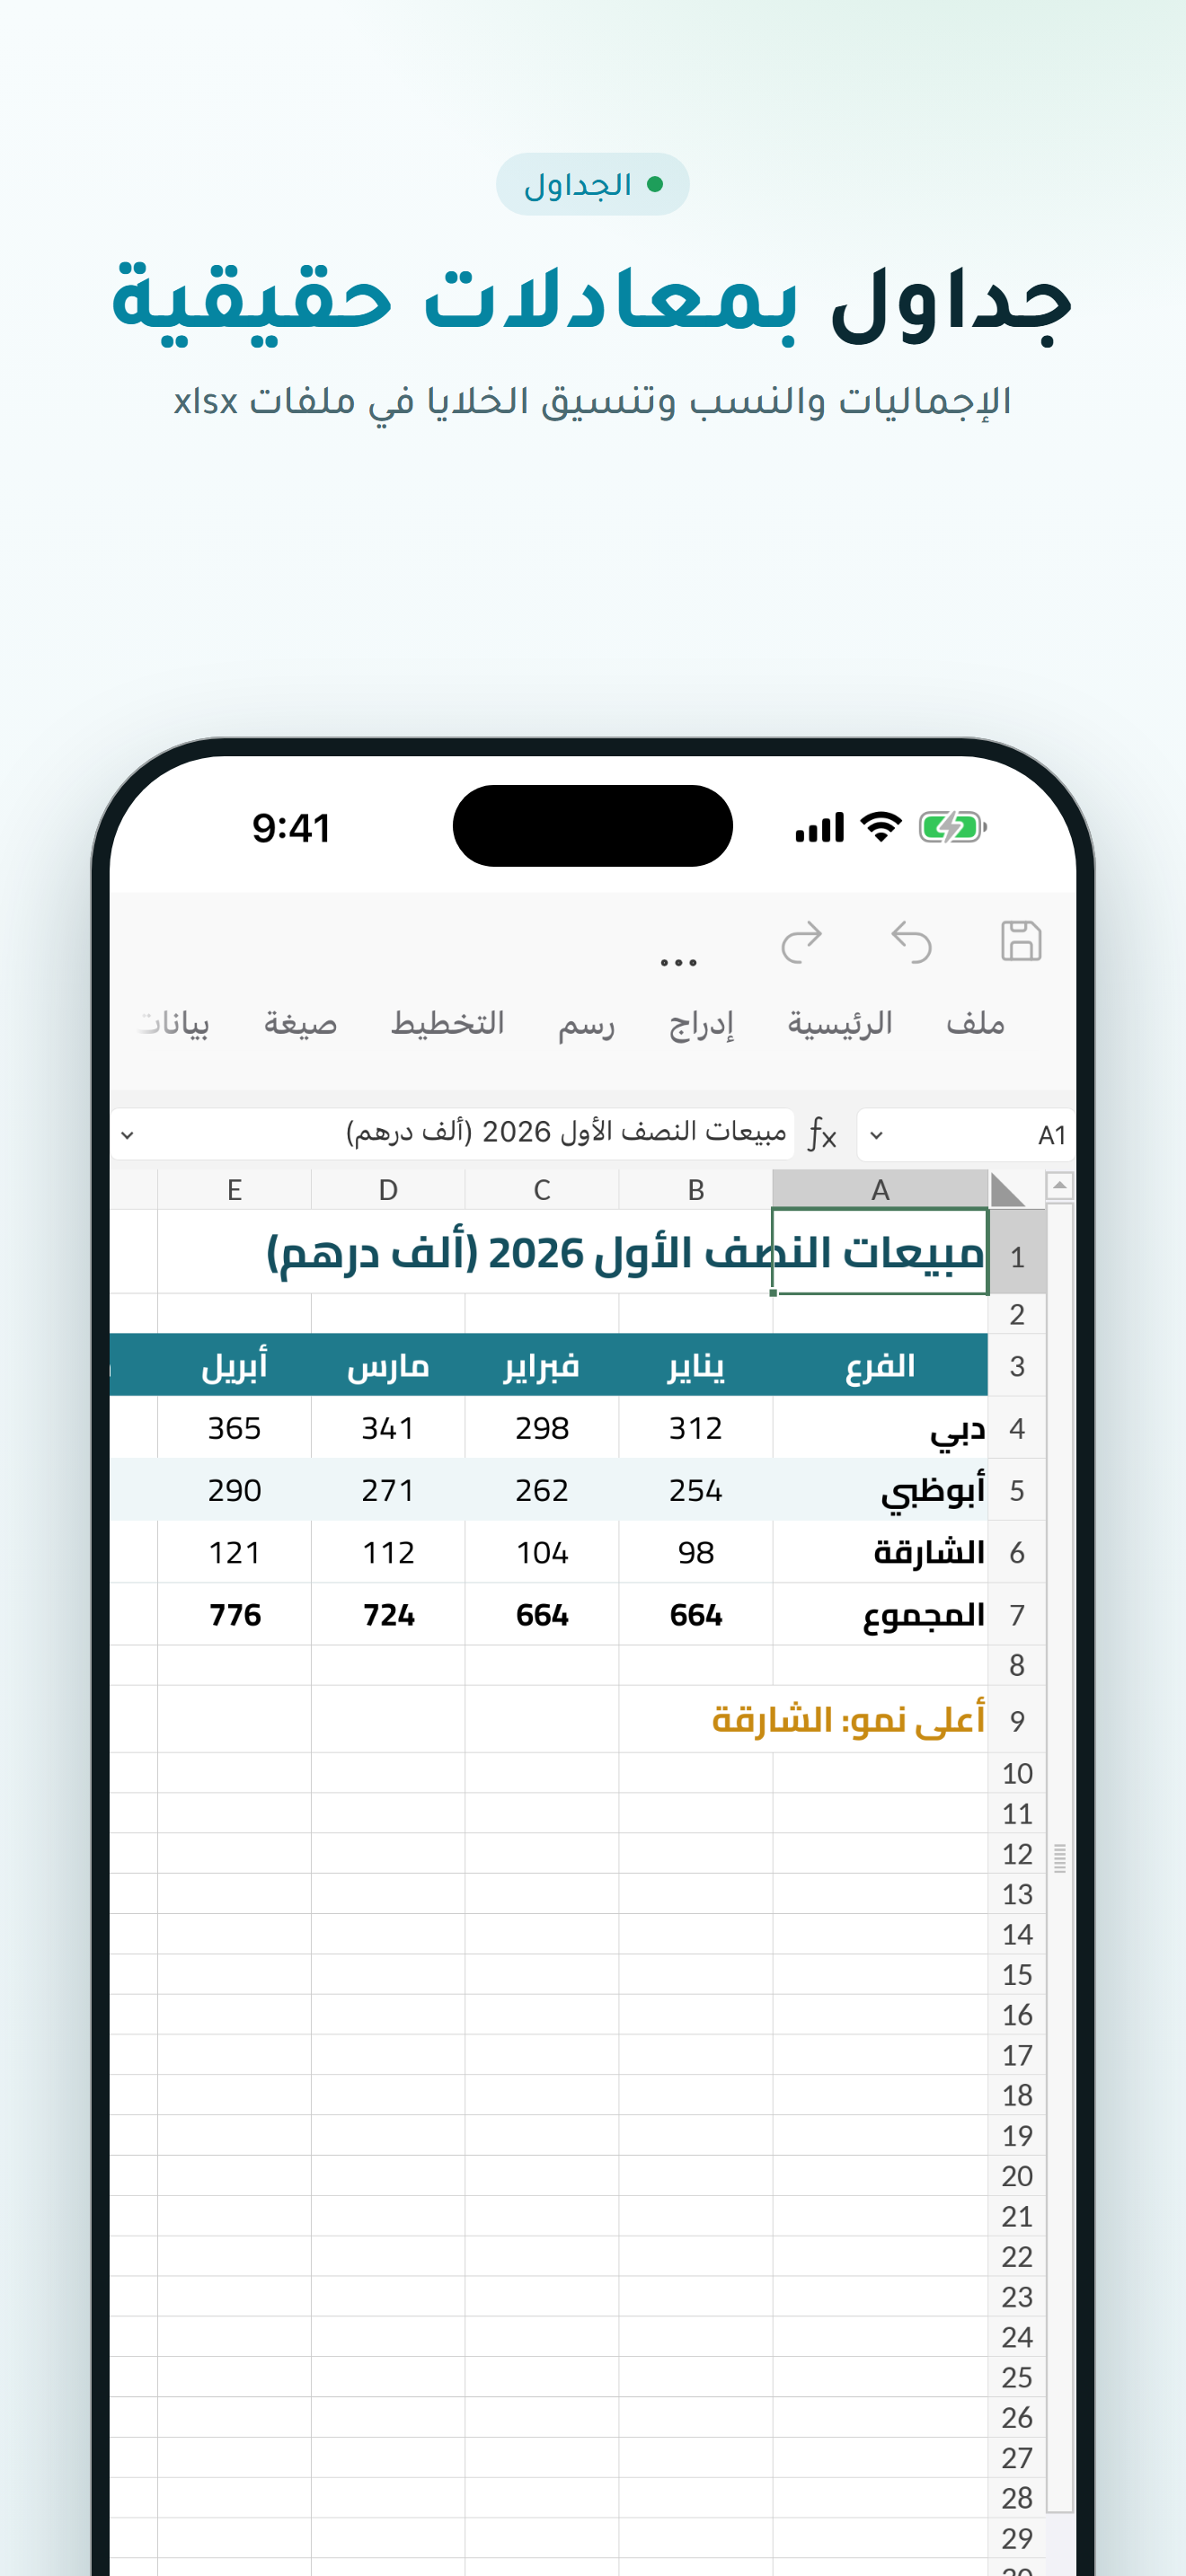 الجداول
جداول بمعادلات حقيقية
الإجماليات والنسب وتنسيق الخلايا في ملفات xlsx
9:41
...
ملف الرئيسية إدراج رسم التخطيط صيغة بيانات
A1 fx مبيعات النصف الأول 2026 (ألف درهم)
A B C D E
1 مبيعات النصف الأول 2026 (ألف درهم)
2
3 الفرع يناير فبراير مارس أبريل
4 دبي 312 298 341 365
5 أبوظبي 254 262 271 290
6 الشارقة 98 104 112 121
7 المجموع 664 664 724 776
8
9 أعلى نمو: الشارقة
10
11
12
13
14
15
16
17
18
19
20
21
22
23
24
25
26
27
28
29